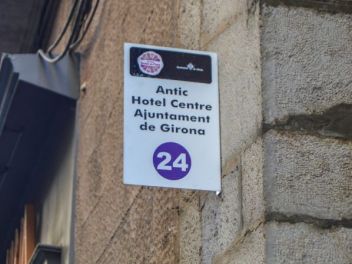 Antic
Hotel Centre
Ajuntament
de Girona
24